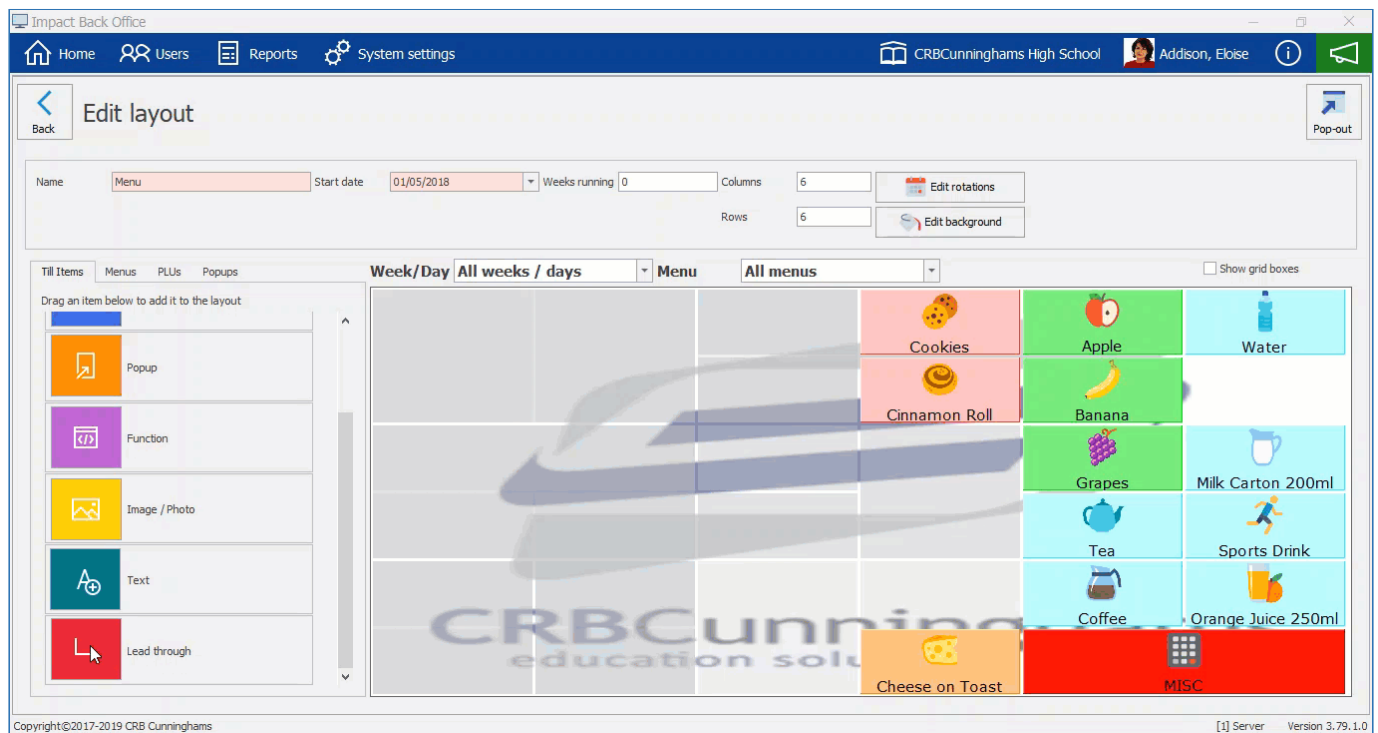 Impact Back Office
Home Users Reports System settings CRBCunninghams High School Addison, Eloise
Back Edit layout Pop-out
Name Menu Start date 01/05/2018 Weeks running 0 Columns 6 Edit rotations
Rows 6 Edit background
Till Items Menus PLUs Popups Week/Day All weeks / days Menu All menus Show grid boxes
Drag an item below to add it to the layout
Popup
Function
Image / Photo
Text
Lead through
Cookies Apple Water
Cinnamon Roll Banana
Grapes Milk Carton 200ml
Tea Sports Drink
Coffee Orange Juice 250ml
Cheese on Toast MISC
education
Copyright©2017-2019 CRB Cunninghams [1] Server Version 3.79.1.0